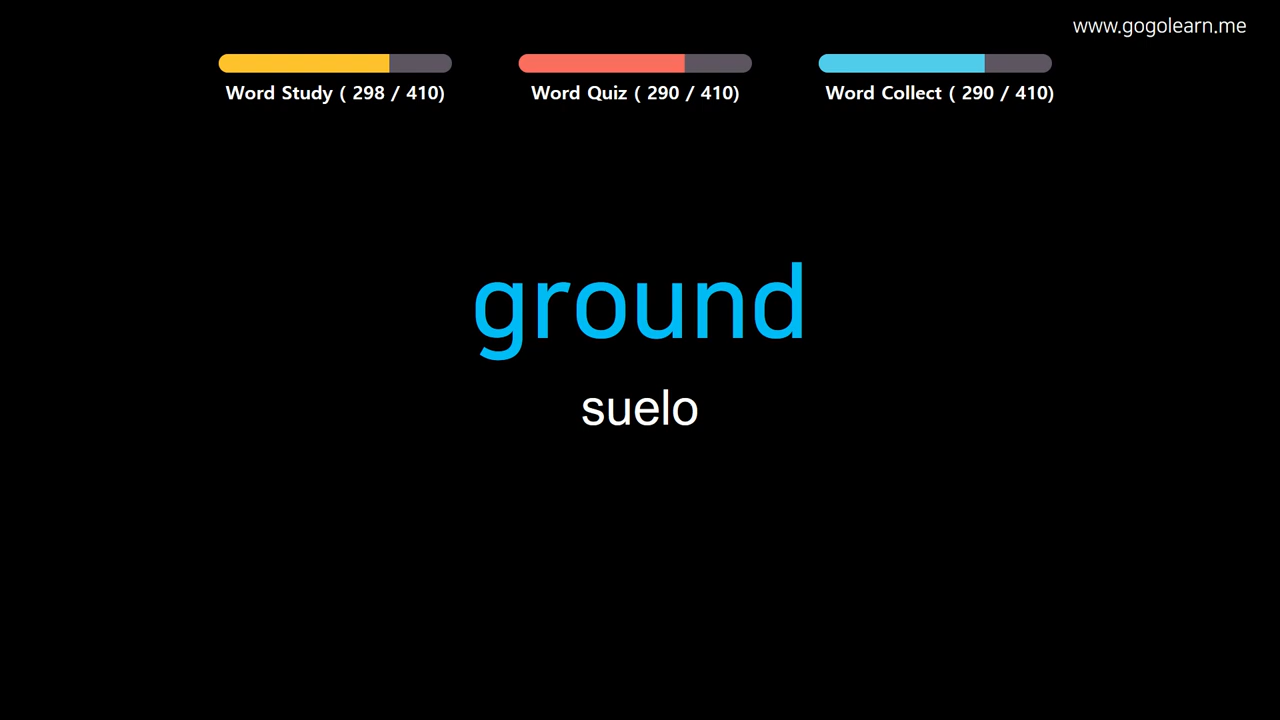 www.gogolearn.me
Word Study ( 298 / 410)
Word Quiz ( 290 / 410)
Word Collect ( 290 / 410)
ground
suelo